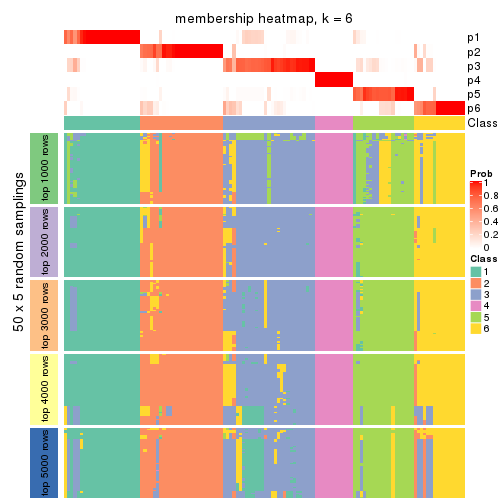 membership heatmap, k = 6
p1
p2
p3
p4
p5
p6
Class
50 x 5 random samplings
top 1000 rows
top 2000 rows
top 3000 rows
top 4000 rows
top 5000 rows
Prob
1
0.8
0.6
0.4
0.2
0
Class
1
2
3
4
5
6